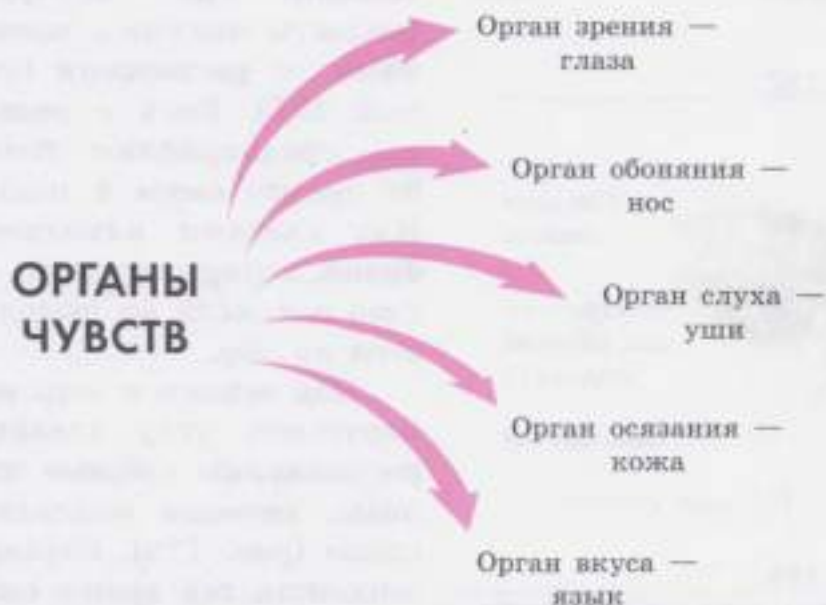 Орган зрения —
глаза
Орган обоняния —
нос
ОРГАНЫ
ЧУВСТВ
Орган слуха —
уши
Орган осязания —
кожа
Орган вкуса —
язык